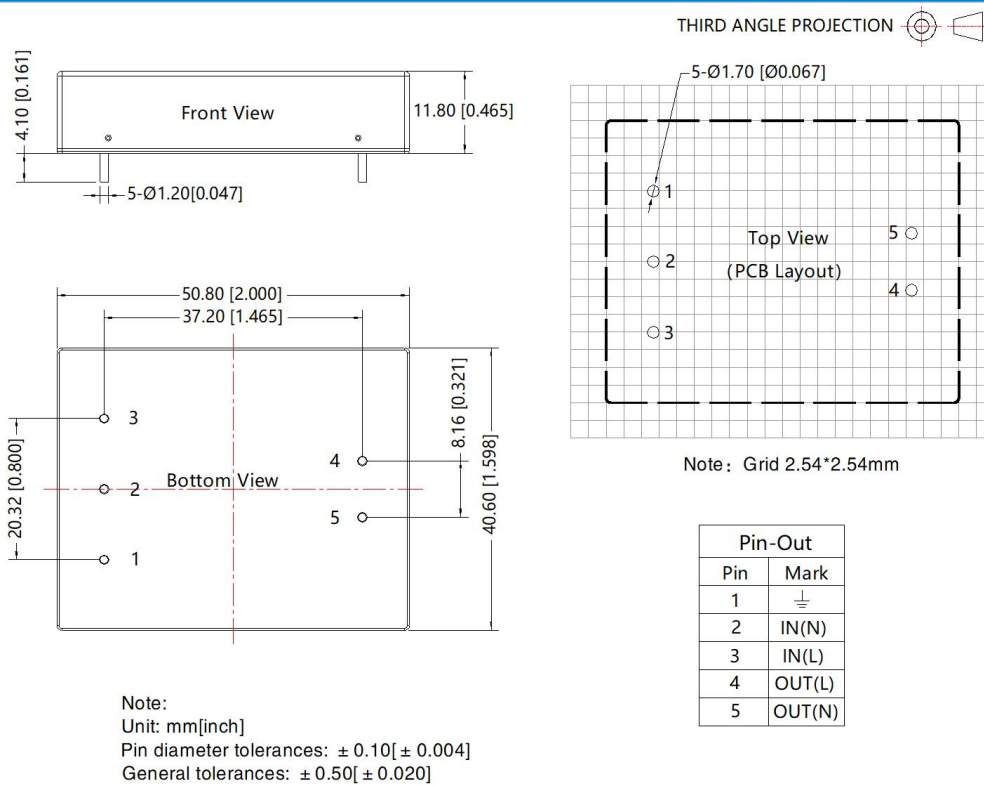 THIRD ANGLE PROJECTION
4.10 [0.161]
Front View
11.80 [0.465]
5-Ø1.20[0.047]
5-Ø1.70 [Ø0.067]
1
2
3
5
4
Top View
(PCB Layout)
Note：Grid 2.54*2.54mm
50.80 [2.000]
37.20 [1.465]
20.32 [0.800]
8.16 [0.321]
40.60 [1.598]
3
2
1
4
5
Bottom View
Pin-Out
Pin Mark
1 ⏚
2 IN(N)
3 IN(L)
4 OUT(L)
5 OUT(N)
Note:
Unit: mm[inch]
Pin diameter tolerances: ±0.10[±0.004]
General tolerances: ±0.50[±0.020]